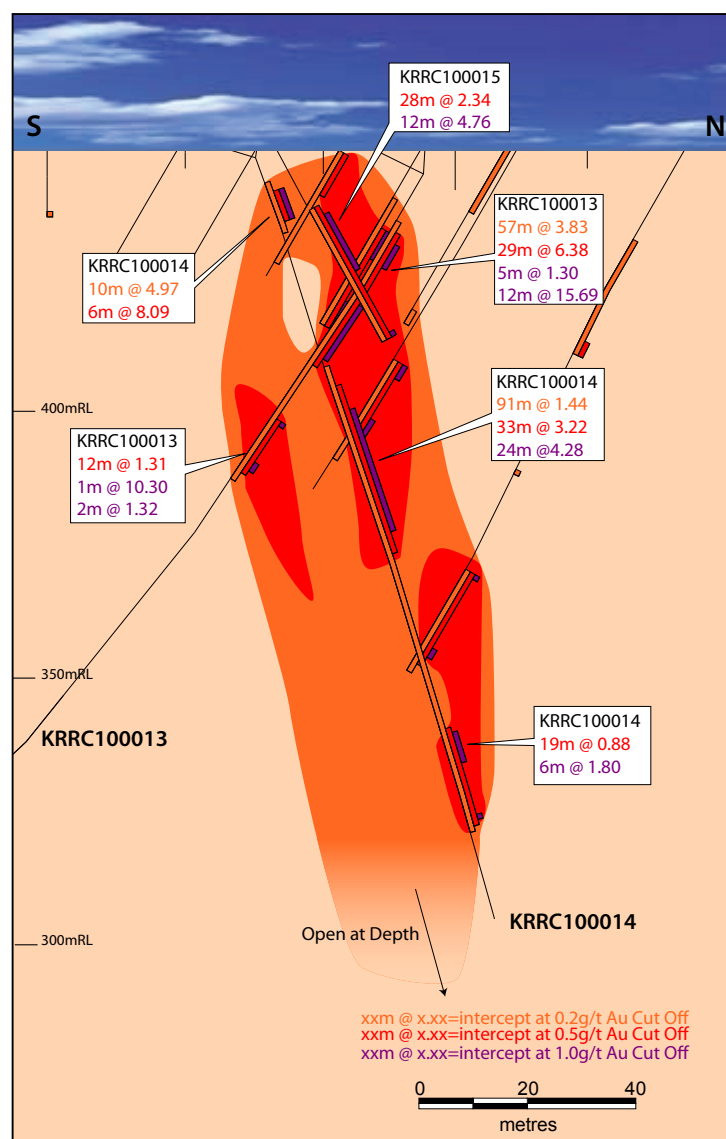 KRRC100015
28m @ 2.34
12m @ 4.76
S
N
KRRC100013
57m @ 3.83
29m @ 6.38
5m @ 1.30
12m @ 15.69
KRRC100014
10m @ 4.97
6m @ 8.09
KRRC100014
91m @ 1.44
33m @ 3.22
24m @4.28
400mRL
KRRC100013
12m @ 1.31
1m @ 10.30
2m @ 1.32
350mRL
KRRC100013
KRRC100014
19m @ 0.88
6m @ 1.80
KRRC100014
Open at Depth
300mRL
xxm @ x.xx=intercept at 0.2g/t Au Cut Off
xxm @ x.xx=intercept at 0.5g/t Au Cut Off
xxm @ x.xx=intercept at 1.0g/t Au Cut Off
0 20 40
metres